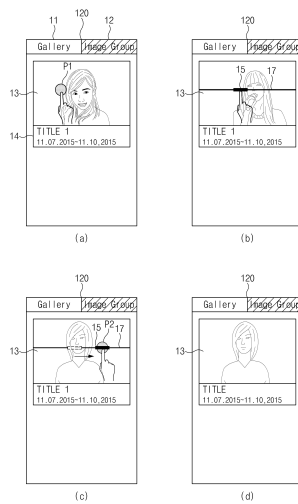 11 120 12
Gallery Image Group
P1
13
14
TITLE 1
11.07.2015-11.10.2015
(a)
120
Gallery Image Group
15 17
13
TITLE 1
11.07.2015-11.10.2015
(b)
120
Gallery Image Group
15 P2 17
13
TITLE 1
11.07.2015-11.10.2015
(c)
120
Gallery Image Group
13
TITLE
11.07.2015-11.10.2015
(d)